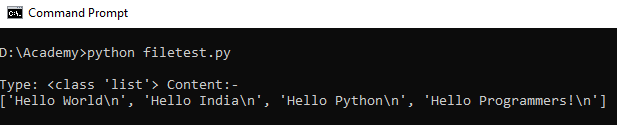 Command Prompt
D:\Academy>python filetest.py
Type: <class 'list'> Content:-
['Hello World\n', 'Hello India\n', 'Hello Python\n', 'Hello Programmers!\n']